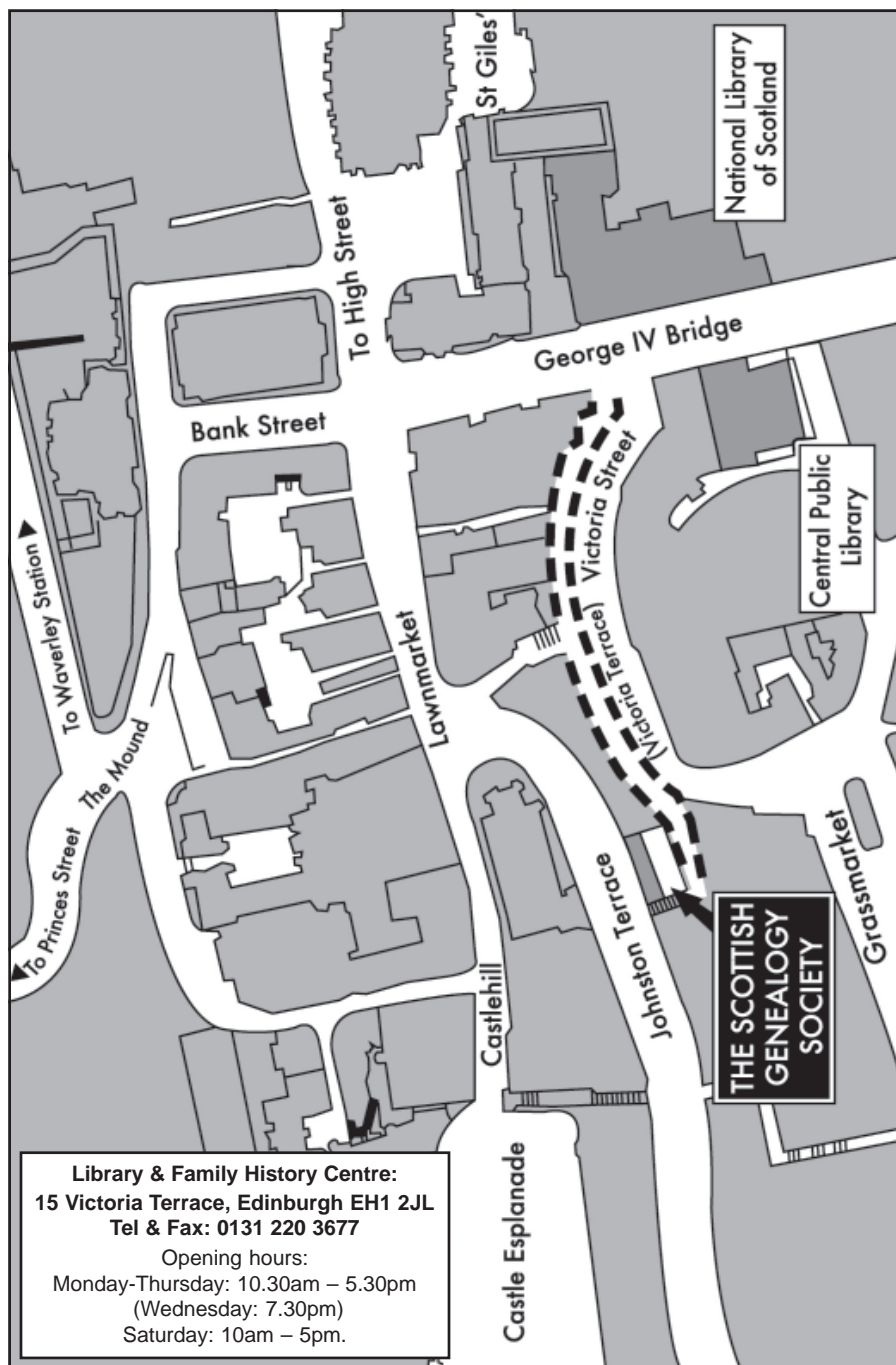 St Giles'
National Library
of Scotland
To High Street
George IV Bridge
Bank Street
Victoria Street
(Victoria Terrace)
Central Public
Library
To Waverley Station
Lawnmarket
The Mound
To Princes Street
Johnston Terrace
Grassmarket
Castlehill
THE SCOTTISH
GENEALOGY
SOCIETY
Castle Esplanade
Library & Family History Centre:
15 Victoria Terrace, Edinburgh EH1 2JL
Tel & Fax: 0131 220 3677
Opening hours:
Monday-Thursday: 10.30am – 5.30pm
(Wednesday: 7.30pm)
Saturday: 10am – 5pm.